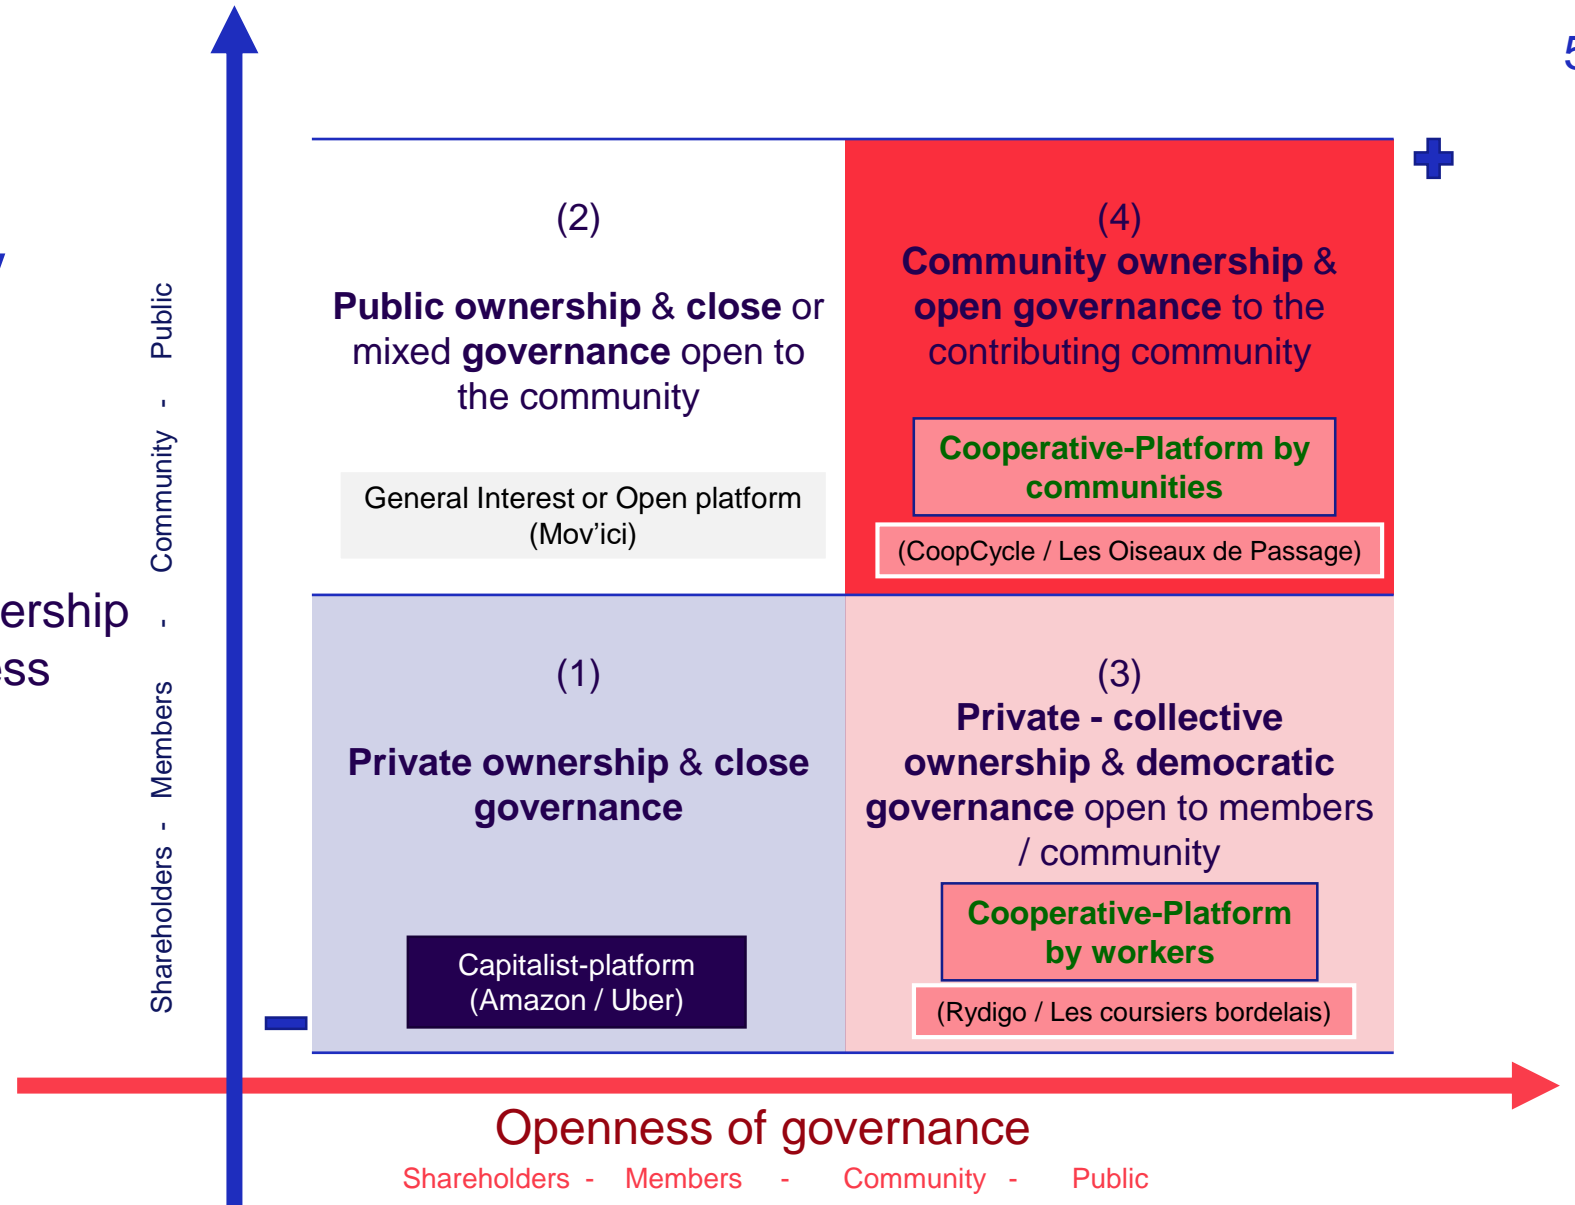 5
(2)
Public ownership & close or
mixed governance open to
the community
General Interest or Open platform
(Mov’ici)
(4)
Community ownership &
open governance to the
contributing community
Cooperative-Platform by
communities
(CoopCycle / Les Oiseaux de Passage)
(1)
Private ownership & close
governance
Capitalist-platform
(Amazon / Uber)
(3)
Private - collective
ownership & democratic
governance open to members
/ community
Cooperative-Platform
by workers
(Rydigo / Les coursiers bordelais)
Shareholders - Members - Community - Public
ership
ss
Openness of governance
Shareholders - Members - Community - Public